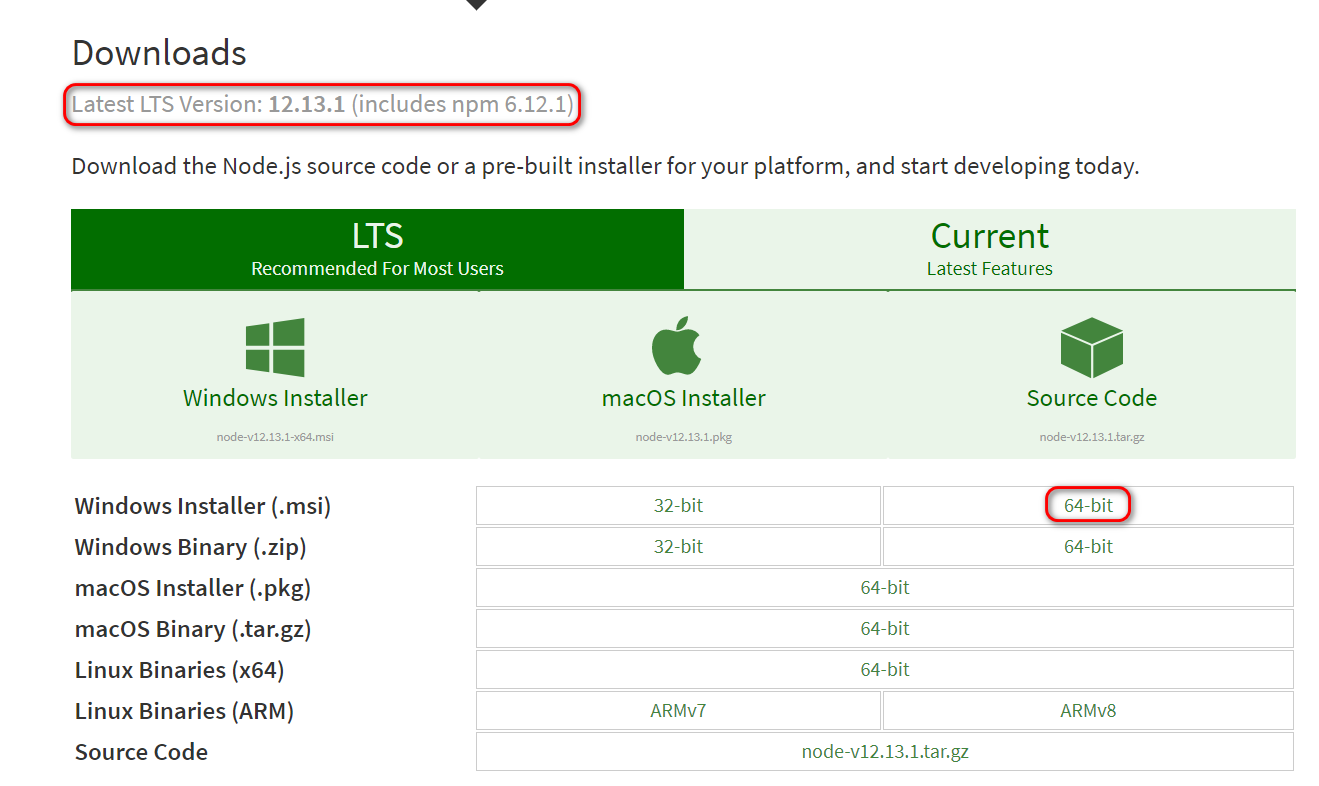 Downloads
Latest LTS Version: 12.13.1 (includes npm 6.12.1)
Download the Node.js source code or a pre-built installer for your platform, and start developing today.
LTS
Recommended For Most Users
Current
Latest Features
Windows Installer
node-v12.13.1-x64.msi
macOS Installer
node-v12.13.1.pkg
Source Code
node-v12.13.1.tar.gz
Windows Installer (.msi) 32-bit 64-bit
Windows Binary (.zip) 32-bit 64-bit
macOS Installer (.pkg) 64-bit
macOS Binary (.tar.gz) 64-bit
Linux Binaries (x64) 64-bit
Linux Binaries (ARM) ARMv7 ARMv8
Source Code node-v12.13.1.tar.gz